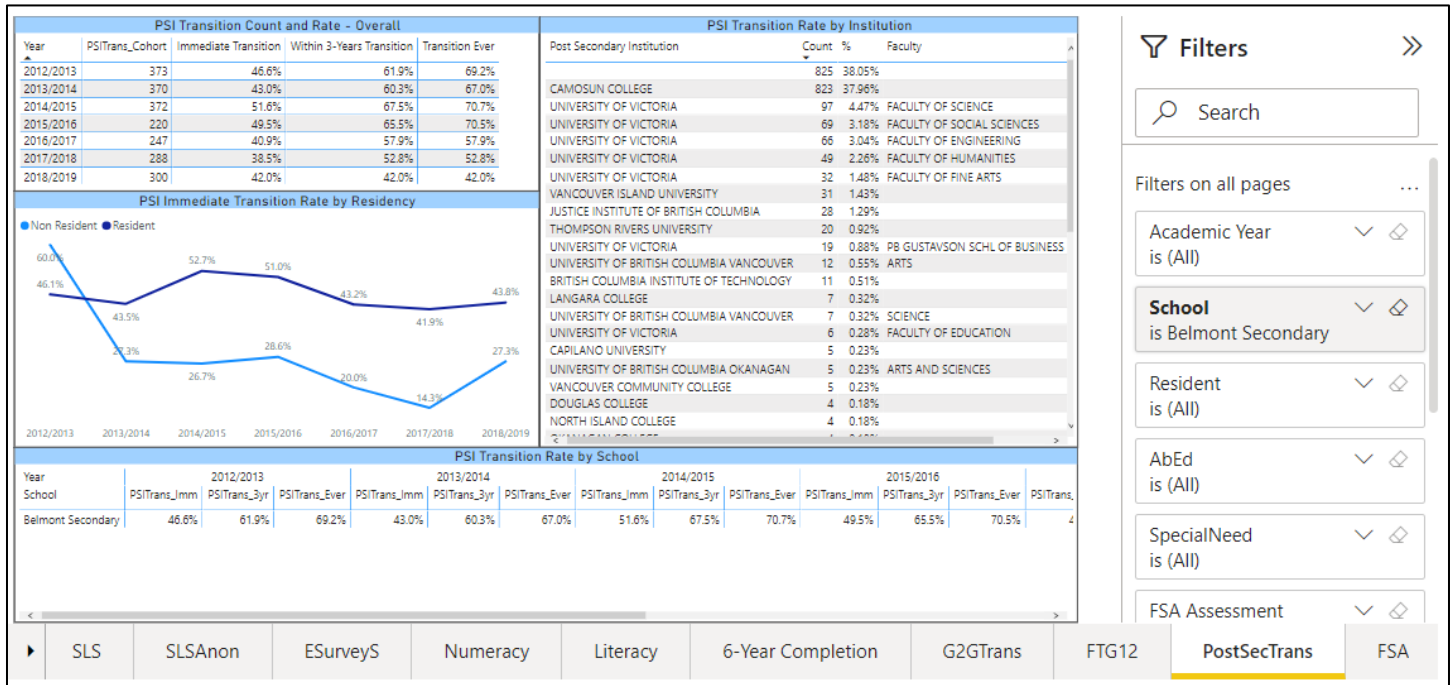 PSI Transition Count and Rate - Overall
Year PSITrans_Cohort Immediate Transition Within 3-Years Transition Transition Ever
2012/2013 373 46.6% 61.9% 69.2%
2013/2014 370 43.0% 60.3% 67.0%
2014/2015 372 51.6% 67.5% 70.7%
2015/2016 220 49.5% 65.5% 70.5%
2016/2017 247 40.9% 57.9% 57.9%
2017/2018 288 38.5% 52.8% 52.8%
2018/2019 300 42.0% 42.0% 42.0%
PSI Immediate Transition Rate by Residency
Non Resident Resident
60.0%
46.1%
43.5%
52.7%
51.0%
43.2%
41.9%
43.8%
27.3%
26.7%
28.6%
20.0%
14.3%
27.3%
2012/2013 2013/2014 2014/2015 2015/2016 2016/2017 2017/2018 2018/2019
PSI Transition Rate by Institution
Post Secondary Institution Count % Faculty
825 38.05%
CAMOSUN COLLEGE 823 37.96%
UNIVERSITY OF VICTORIA 97 4.47% FACULTY OF SCIENCE
UNIVERSITY OF VICTORIA 69 3.18% FACULTY OF SOCIAL SCIENCES
UNIVERSITY OF VICTORIA 66 3.04% FACULTY OF ENGINEERING
UNIVERSITY OF VICTORIA 49 2.26% FACULTY OF HUMANITIES
UNIVERSITY OF VICTORIA 32 1.48% FACULTY OF FINE ARTS
VANCOUVER ISLAND UNIVERSITY 31 1.43%
JUSTICE INSTITUTE OF BRITISH COLUMBIA 28 1.29%
THOMPSON RIVERS UNIVERSITY 20 0.92%
UNIVERSITY OF VICTORIA 19 0.88% PB GUSTAVSON SCHL OF BUSINESS
UNIVERSITY OF BRITISH COLUMBIA VANCOUVER 12 0.55% ARTS
BRITISH COLUMBIA INSTITUTE OF TECHNOLOGY 11 0.51%
LANGARA COLLEGE 7 0.32%
UNIVERSITY OF BRITISH COLUMBIA VANCOUVER 7 0.32% SCIENCE
UNIVERSITY OF VICTORIA 6 0.28% FACULTY OF EDUCATION
CAPILANO UNIVERSITY 5 0.23%
UNIVERSITY OF BRITISH COLUMBIA OKANAGAN 5 0.23% ARTS AND SCIENCES
VANCOUVER COMMUNITY COLLEGE 5 0.23%
DOUGLAS COLLEGE 4 0.18%
NORTH ISLAND COLLEGE 4 0.18%
PSI Transition Rate by School
Year 2012/2013 2013/2014 2014/2015 2015/2016
School PSITrans_Imm PSITrans_3yr PSITrans_Ever PSITrans_Imm PSITrans_3yr PSITrans_Ever PSITrans_Imm PSITrans_3yr PSITrans_Ever PSITrans_Imm PSITrans_3yr PSITrans_Ever PSITrans_
Belmont Secondary 46.6% 61.9% 69.2% 43.0% 60.3% 67.0% 51.6% 67.5% 70.7% 49.5% 65.5% 70.5%
Filters
Search
Filters on all pages ...
Academic Year
is (All)
School
is Belmont Secondary
Resident
is (All)
AbEd
is (All)
SpecialNeed
is (All)
FSA Assessment
SLS SLSAnon ESurveyS Numeracy Literacy 6-Year Completion G2GTrans FTG12 PostSecTrans FSA